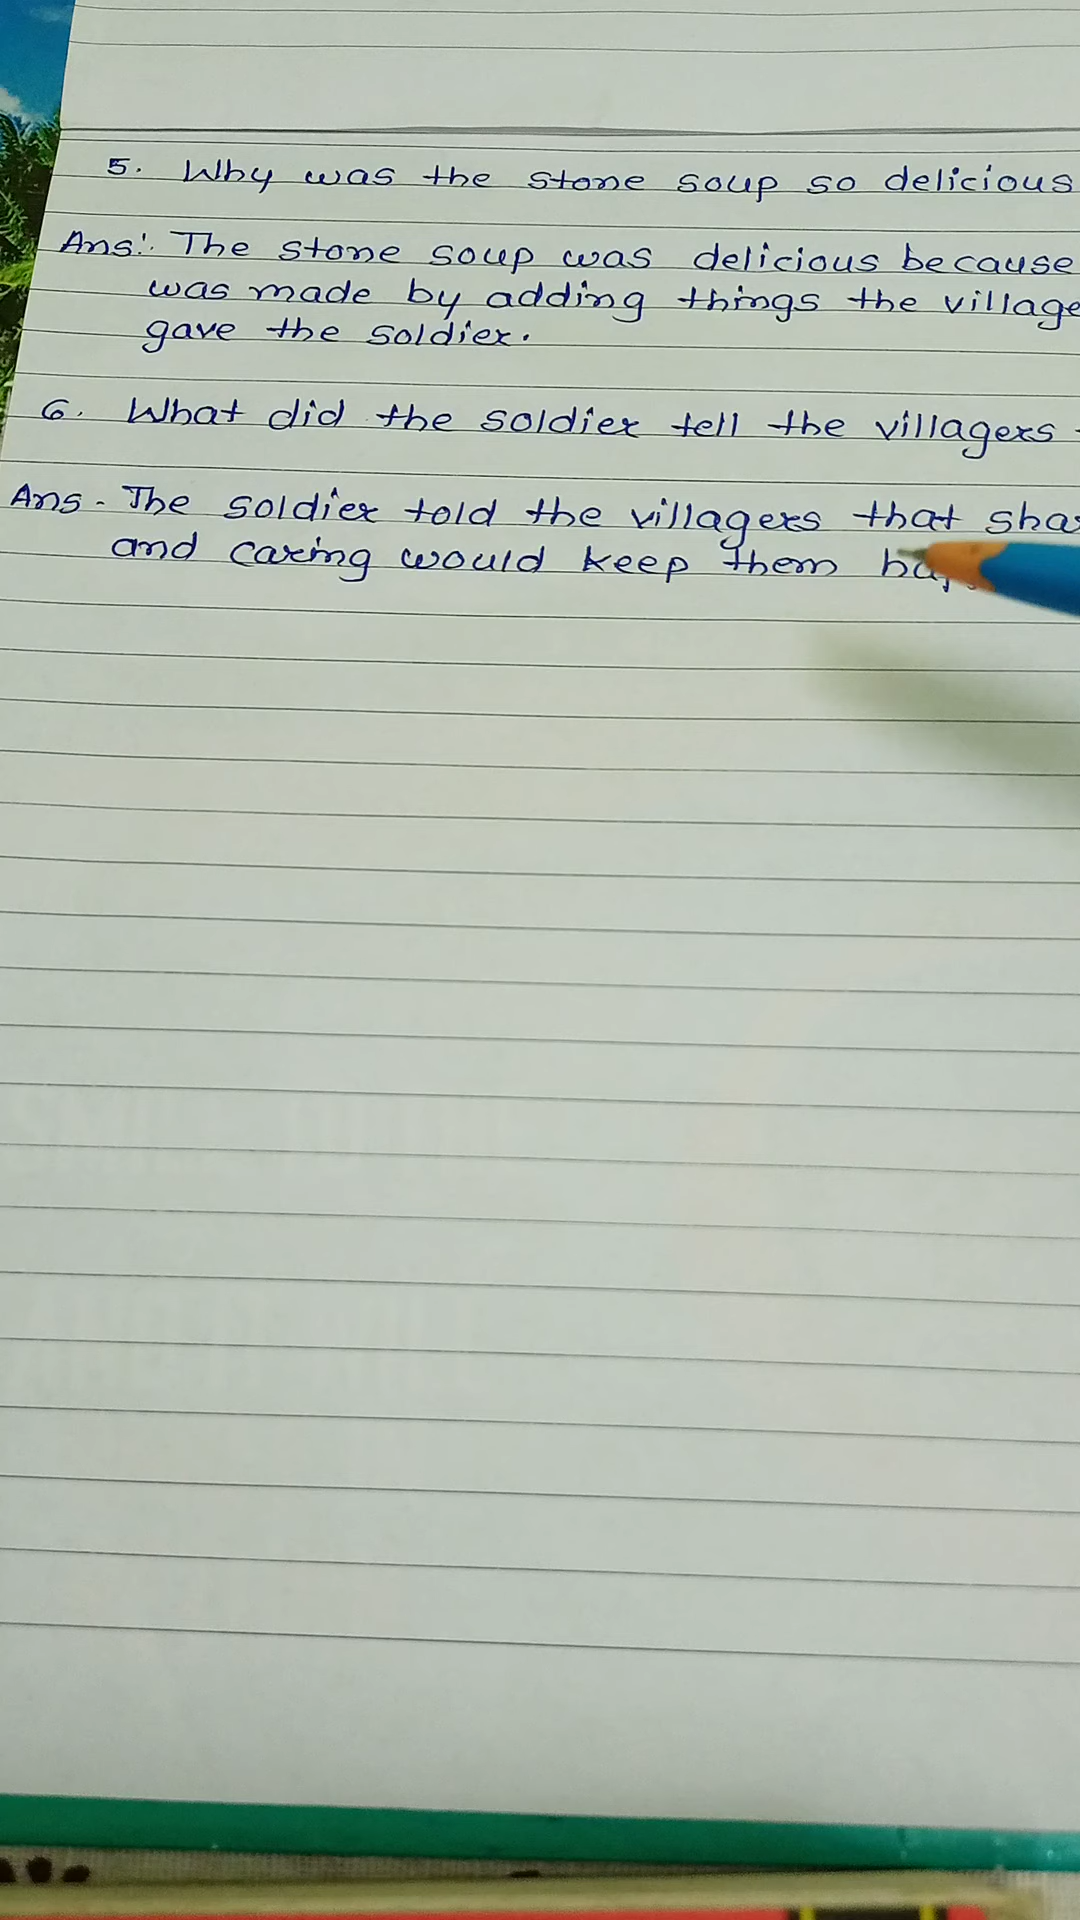 5. Why was the stone soup so delicious
Ans:. The stone soup was delicious because
was made by adding things the village
gave the soldier.
6. What did the soldier tell the villagers
Ans - The soldier told the villagers that
and caring would keep them